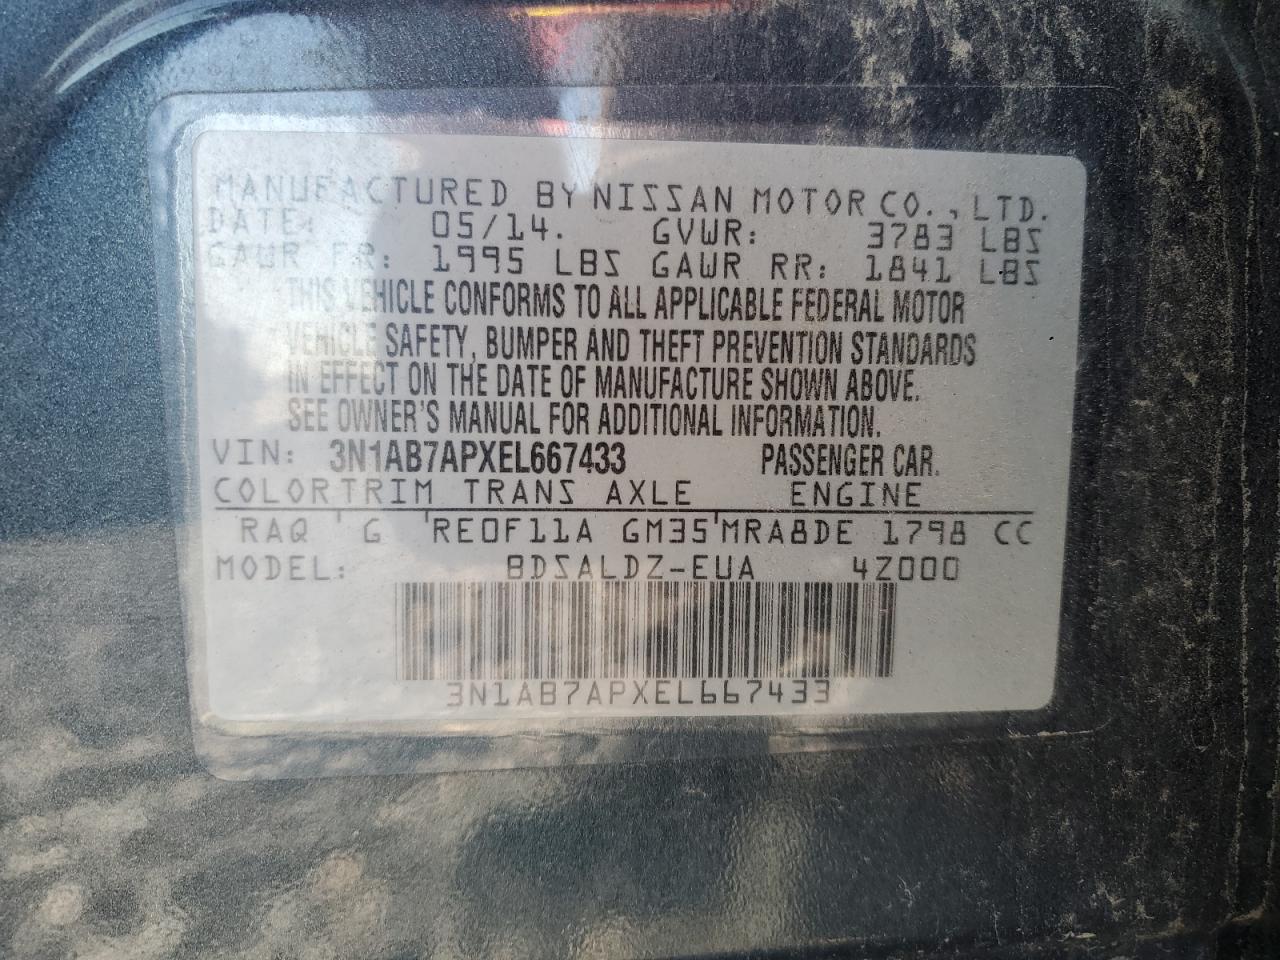 MANUFACTURED BY NISSAN MOTOR CO., LTD.
DATE: 05/14. GVWR: 3783 LBS
GAWR FR: 1995 LBS GAWR RR: 1841 LBS
THIS VEHICLE CONFORMS TO ALL APPLICABLE FEDERAL MOTOR
VEHICLE SAFETY, BUMPER AND THEFT PREVENTION STANDARDS
IN EFFECT ON THE DATE OF MANUFACTURE SHOWN ABOVE.
SEE OWNER'S MANUAL FOR ADDITIONAL INFORMATION.
VIN: 3N1AB7APXEL667433 PASSENGER CAR.
COLORTRIM TRANS AXLE ENGINE
RAQ ' G 'RE0F11A GM35'MRA8DE 1798 CC
MODEL: BDSALDZ-EUA 4Z000
3N1AB7APXEL667433